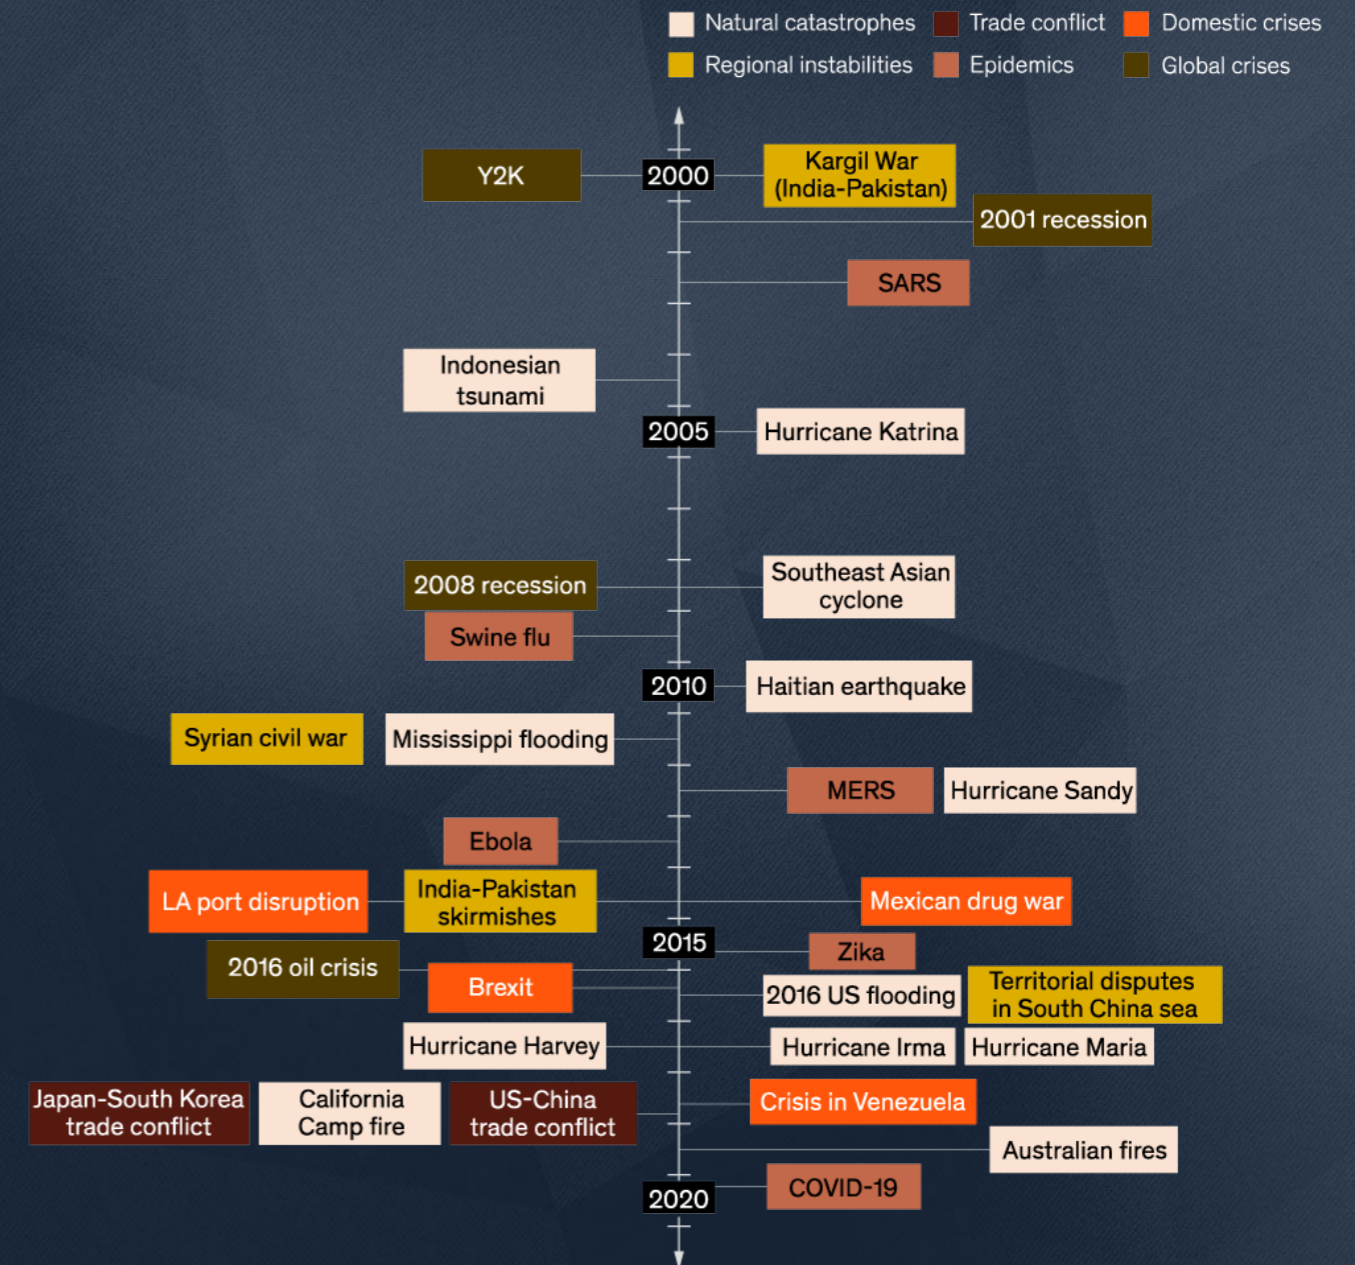 Natural catastrophes
Trade conflict
Domestic crises
Regional instabilities
Epidemics
Global crises
Y2K
2000
Kargil War
(India-Pakistan)
2001 recession
SARS
Indonesian
tsunami
2005
Hurricane Katrina
2008 recession
Southeast Asian
cyclone
Swine flu
2010
Haitian earthquake
Syrian civil war
Mississippi flooding
MERS
Hurricane Sandy
Ebola
LA port disruption
India-Pakistan
skirmishes
Mexican drug war
2015
Zika
2016 oil crisis
Brexit
2016 US flooding
Territorial disputes
in South China sea
Hurricane Harvey
Hurricane Irma
Hurricane Maria
Japan-South Korea
trade conflict
California
Camp fire
US-China
trade conflict
Crisis in Venezuela
Australian fires
COVID-19
2020